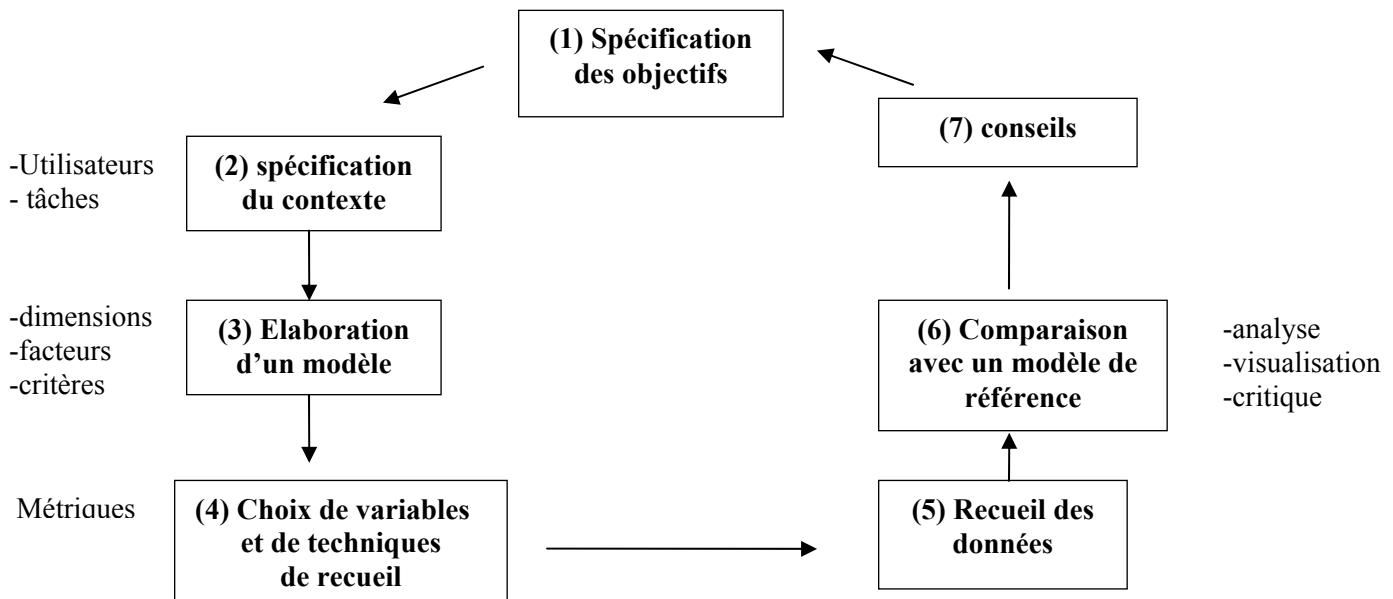 (1) Spécification
des objectifs
(7) conseils
-Utilisateurs
- tâches
(2) spécification
du contexte
-dimensions
-facteurs
-critères
(3) Elaboration
d’un modèle
(6) Comparaison
avec un modèle de
référence
-analyse
-visualisation
-critique
Métriques
(4) Choix de variables
et de techniques
de recueil
(5) Recueil des
données